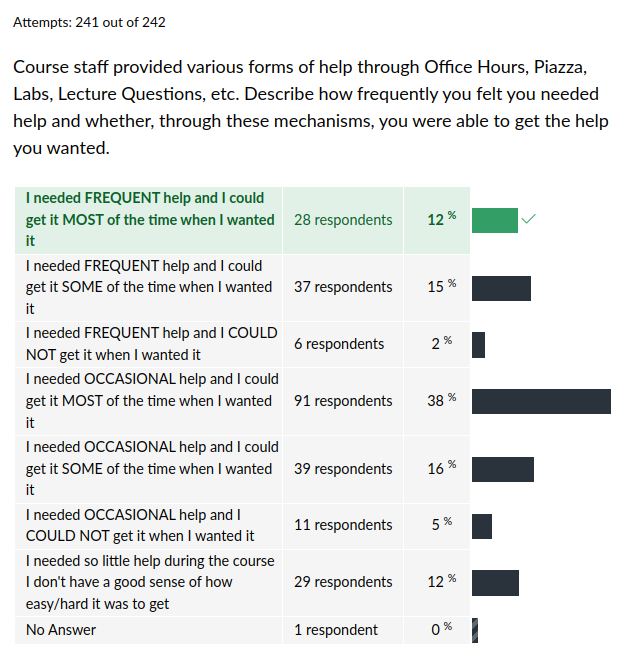 Attempts: 241 out of 242
Course staff provided various forms of help through Office Hours, Piazza,
Labs, Lecture Questions, etc. Describe how frequently you felt you needed
help and whether, through these mechanisms, you were able to get the help
you wanted.
I needed FREQUENT help and I could
get it MOST of the time when I wanted
it
28 respondents
12 %
I needed FREQUENT help and I could
get it SOME of the time when I wanted
it
37 respondents
15 %
I needed FREQUENT help and I COULD
NOT get it when I wanted it
6 respondents
2 %
I needed OCCASIONAL help and I could
get it MOST of the time when I wanted
it
91 respondents
38 %
I needed OCCASIONAL help and I could
get it SOME of the time when I wanted
it
39 respondents
16 %
I needed OCCASIONAL help and I
COULD NOT get it when I wanted it
11 respondents
5 %
I needed so little help during the course
I don't have a good sense of how
easy/hard it was to get
29 respondents
12 %
No Answer
1 respondent
0 %